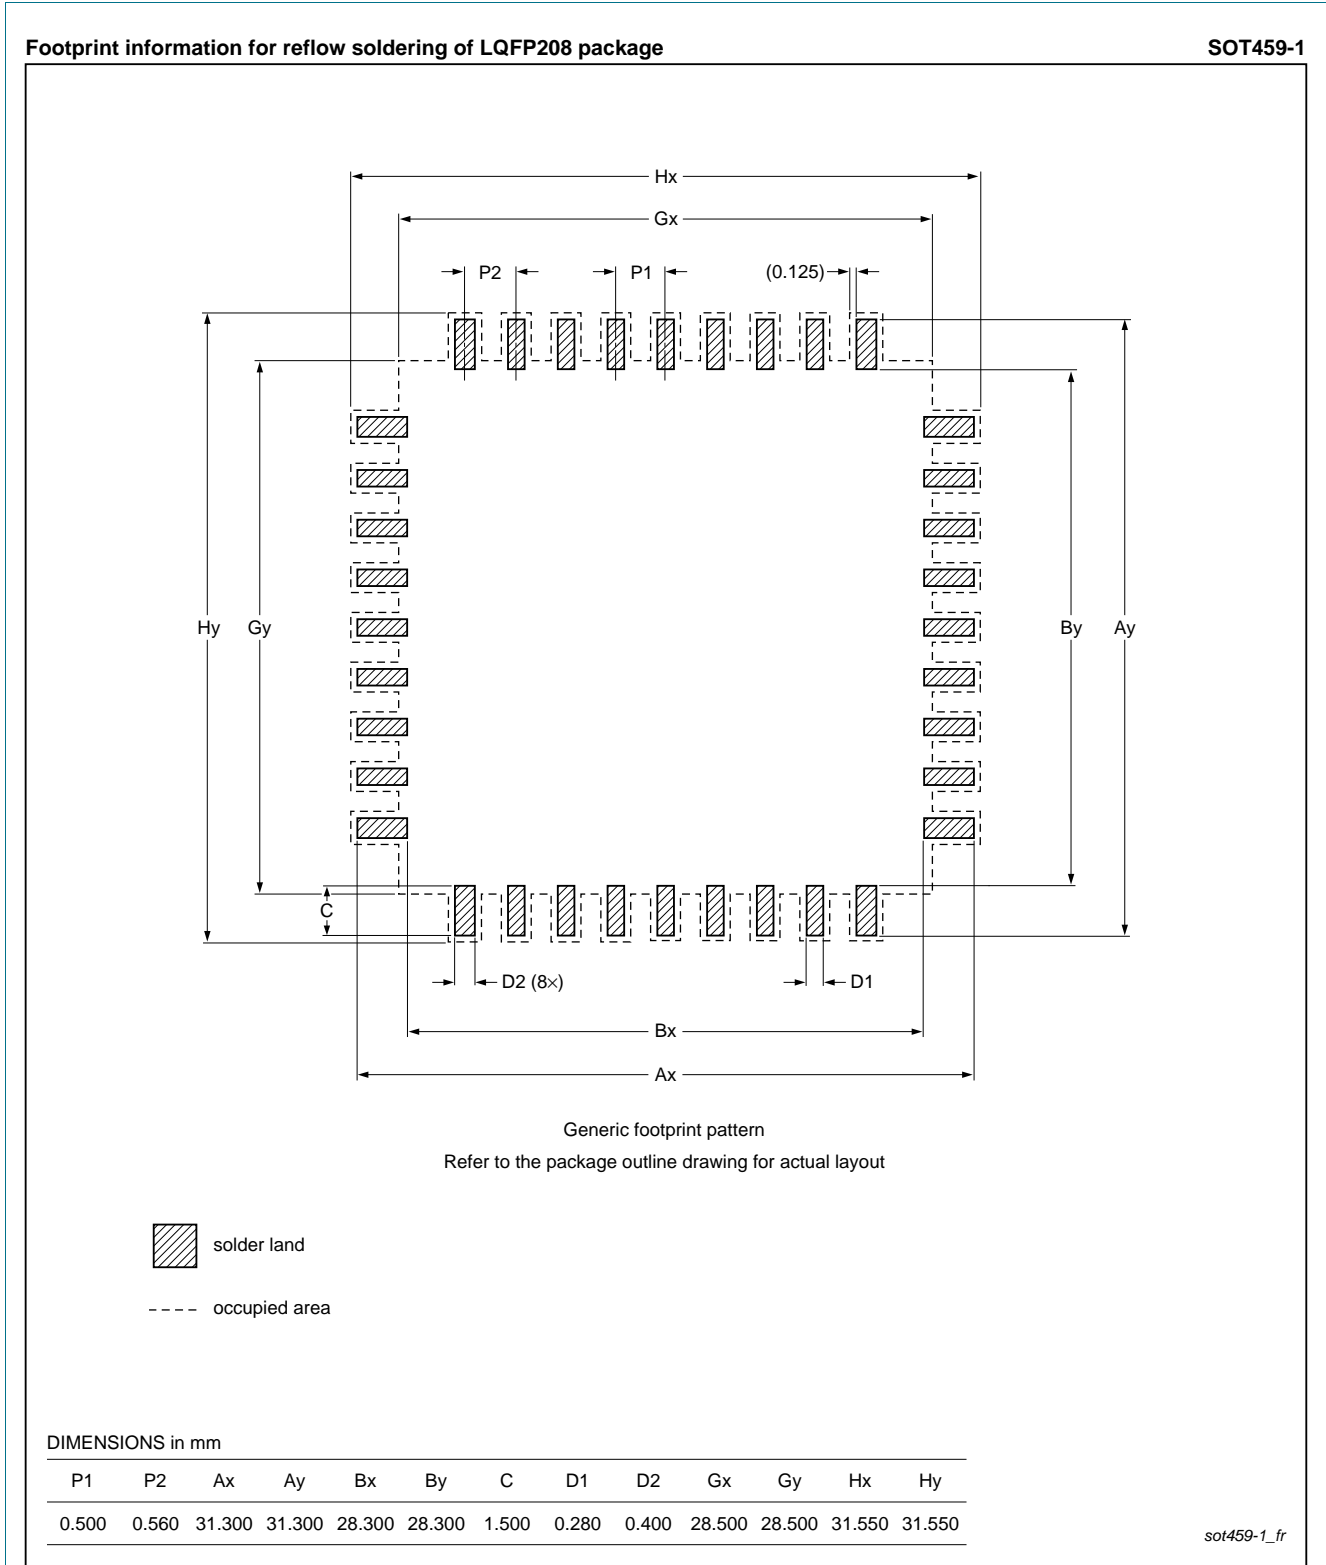 Footprint information for reflow soldering of LQFP208 package SOT459-1
Hx
Gx
P2 P1 (0.125)
Hy Gy By Ay
C
D2 (8×) D1
Bx
Ax
Generic footprint pattern
Refer to the package outline drawing for actual layout
solder land
occupied area
DIMENSIONS in mm
P1 P2 Ax Ay Bx By C D1 D2 Gx Gy Hx Hy
0.500 0.560 31.300 31.300 28.300 28.300 1.500 0.280 0.400 28.500 28.500 31.550 31.550
sot459-1_fr